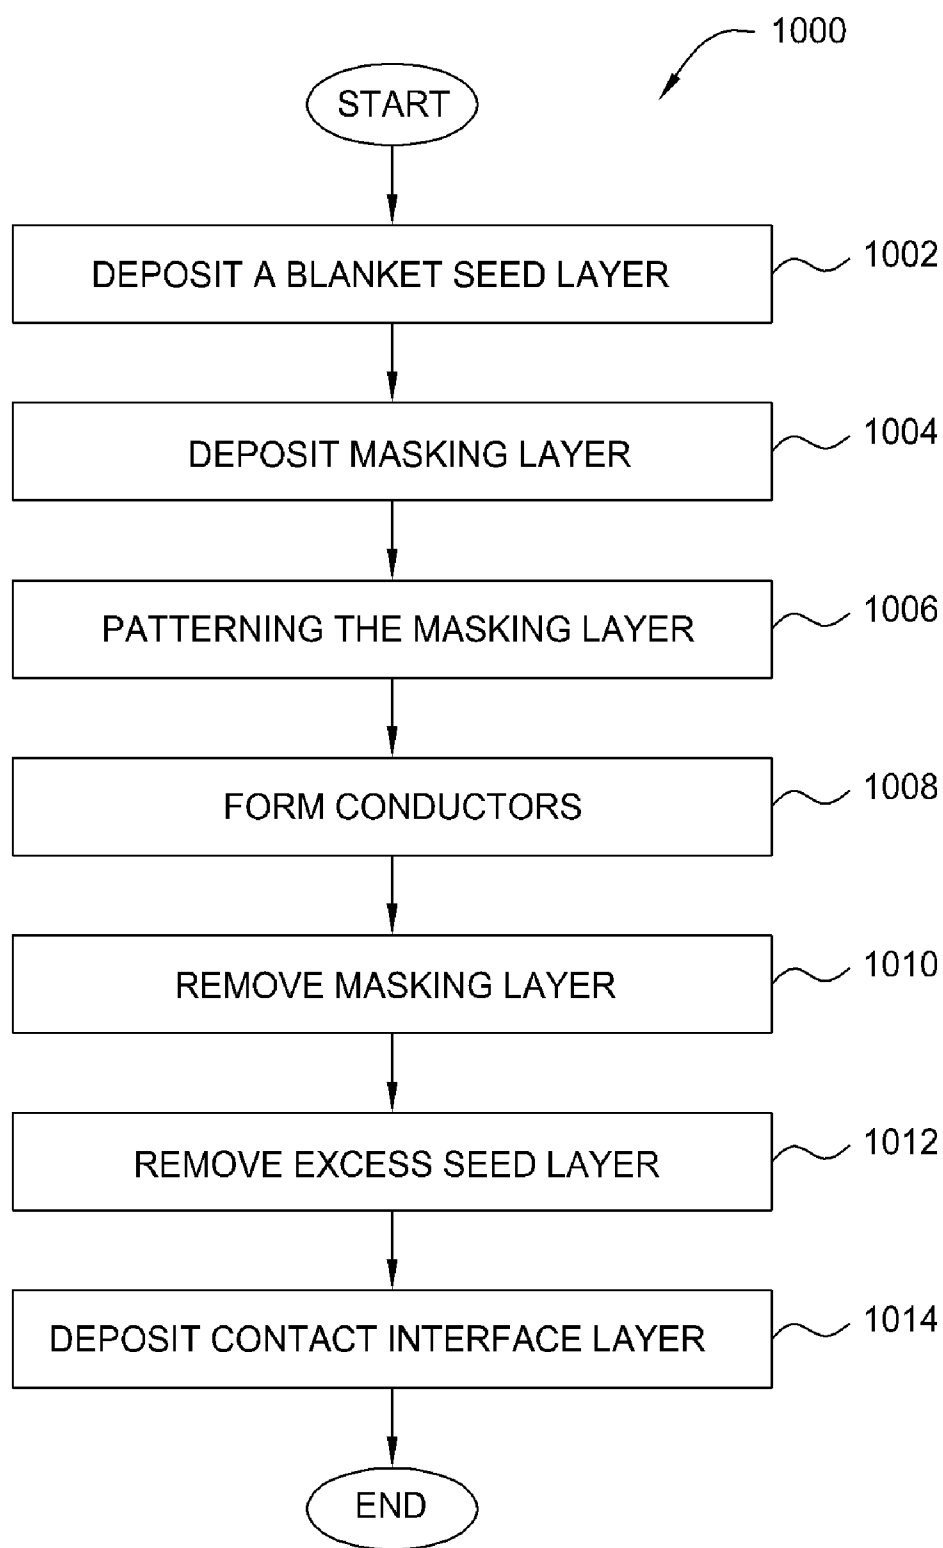 1000
START
DEPOSIT A BLANKET SEED LAYER
1002
DEPOSIT MASKING LAYER
1004
PATTERNING THE MASKING LAYER
1006
FORM CONDUCTORS
1008
REMOVE MASKING LAYER
1010
REMOVE EXCESS SEED LAYER
1012
DEPOSIT CONTACT INTERFACE LAYER
1014
END